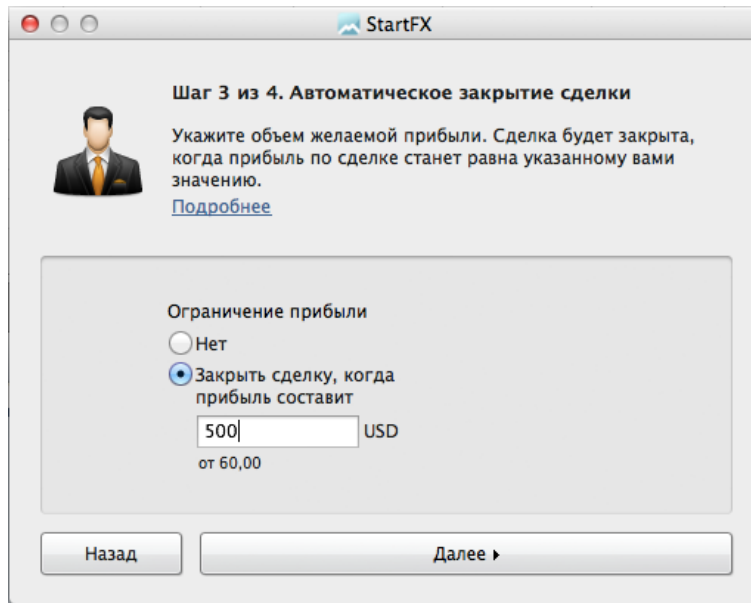 StartFX
Шаг 3 из 4. Автоматическое закрытие сделки
Укажите объем желаемой прибыли. Сделка будет закрыта,
когда прибыль по сделке станет равна указанному вами
значению.
Подробнее
Ограничение прибыли
Нет
Закрыть сделку, когда
прибыль составит
500 USD
от 60,00
Назад
Далее